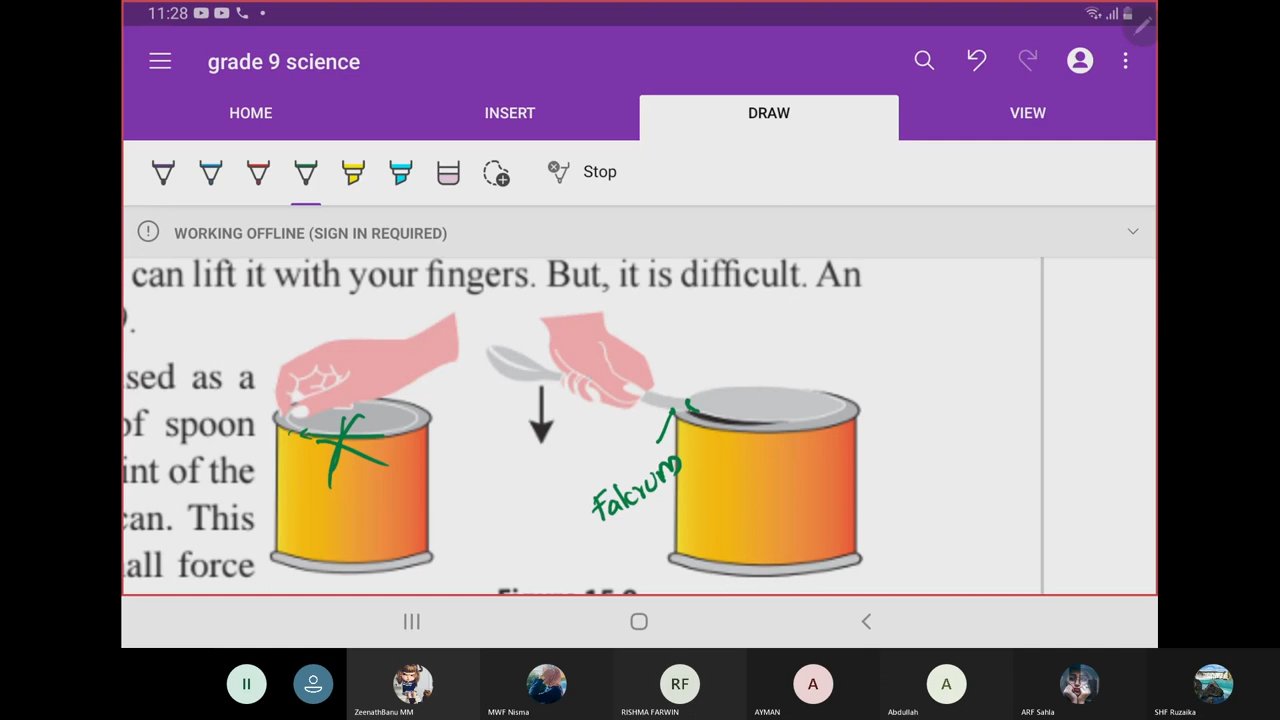 11:28
grade 9 science
HOME INSERT DRAW VIEW
Stop
WORKING OFFLINE (SIGN IN REQUIRED)
can lift it with your fingers. But, it is difficult. An
).
sed as a
of spoon
int of the
can. This
all force
Falcrum
II
RF
A
A
ZeenathBanu MM
MWF Nisma
RISHMA FARWIN
AYMAN
Abdullah
ARF Sahla
SHF Ruzaika